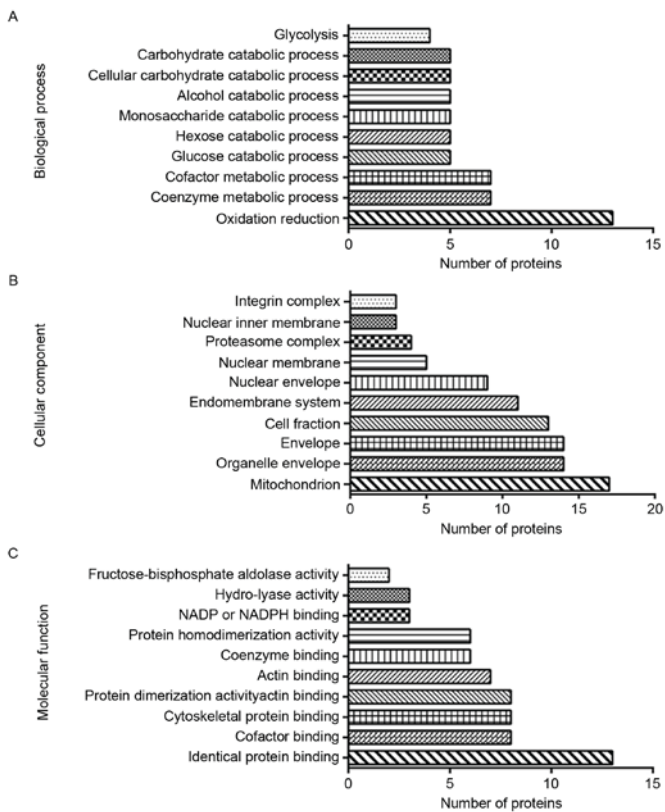 A
Biological process
Glycolysis
Carbohydrate catabolic process
Cellular carbohydrate catabolic process
Alcohol catabolic process
Monosaccharide catabolic process
Hexose catabolic process
Glucose catabolic process
Cofactor metabolic process
Coenzyme metabolic process
Oxidation reduction
0 5 10 15
Number of proteins
B
Cellular component
Integrin complex
Nuclear inner membrane
Proteasome complex
Nuclear membrane
Nuclear envelope
Endomembrane system
Cell fraction
Envelope
Organelle envelope
Mitochondrion
0 5 10 15 20
Number of proteins
C
Molecular function
Fructose-bisphosphate aldolase activity
Hydro-lyase activity
NADP or NADPH binding
Protein homodimerization activity
Coenzyme binding
Actin binding
Protein dimerization activityactin binding
Cytoskeletal protein binding
Cofactor binding
Identical protein binding
0 5 10 15
Number of proteins